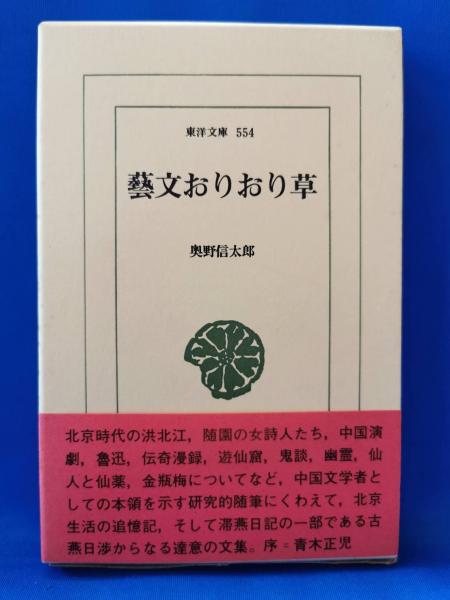 東洋文庫 554
藝文おりおり草
奥野信太郎
北京時代の洪北江，随園の女詩人たち，中国演
劇，魯迅，伝奇漫録，遊仙窟，鬼談，幽霊，仙
人と仙薬，金瓶梅についてなど，中国文学者と
しての本領を示す研究的随筆にくわえて，北京
生活の追憶記，そして滞燕日記の一部である古
燕日渉からなる達意の文集。序＝青木正児